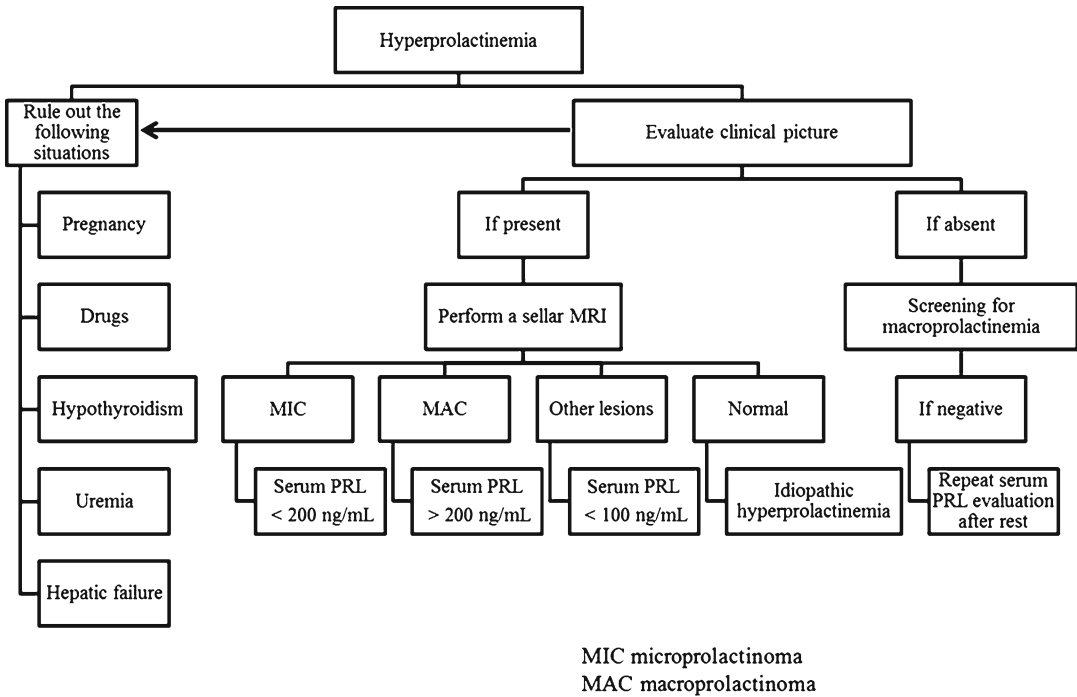 Hyperprolactinemia
Rule out the
following
situations
Evaluate clinical picture
Pregnancy
Drugs
Hypothyroidism
Uremia
Hepatic failure
If present
If absent
Perform a sellar MRI
Screening for
macroprolactinemia
MIC
MAC
Other lesions
Normal
If negative
Serum PRL
< 200 ng/mL
Serum PRL
> 200 ng/mL
Serum PRL
< 100 ng/mL
Idiopathic
hyperprolactinemia
Repeat serum
PRL evaluation
after rest
MIC microprolactinoma
MAC macroprolactinoma